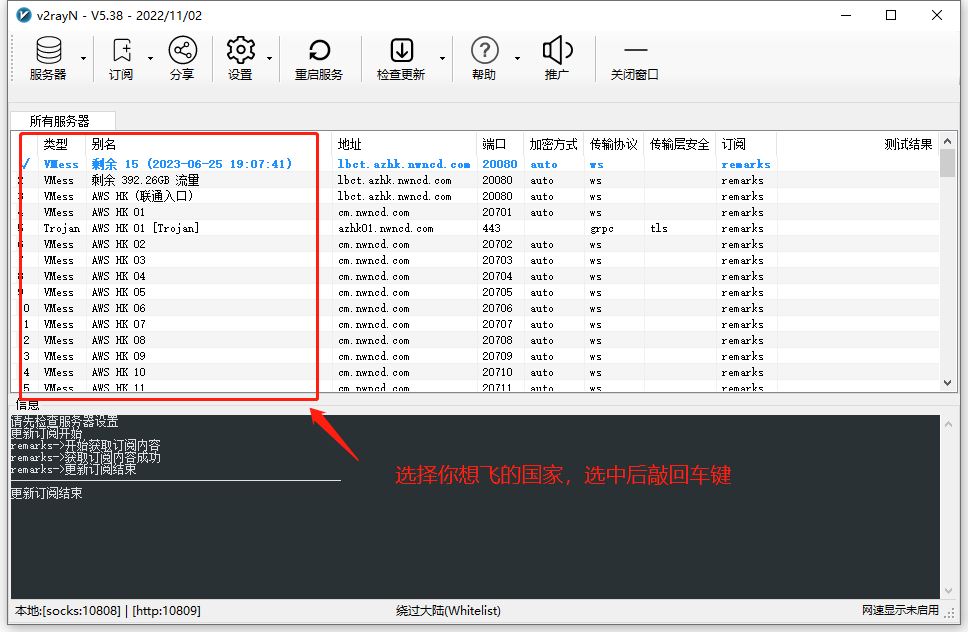 v2rayN - V5.38 - 2022/11/02
服务器 订阅 分享 设置 重启服务 检查更新 帮助 推广 关闭窗口
所有服务器
类型 别名 地址 端口 加密方式 传输协议 传输层安全 订阅 测试结果
√ VMess 剩余 15 (2023-06-25 19:07:41) lbct.azhk.nwncd.com 20080 auto ws remarks
2 VMess 剩余 392.26GB 流量 lbct.azhk.nwncd.com 20080 auto ws remarks
3 VMess AWS HK (联通入口) lbct.azhk.nwncd.com 20080 auto ws remarks
4 VMess AWS HK 01 cm.nwncd.com 20701 auto ws remarks
5 Trojan AWS HK 01 [Trojan] azhk01.nwncd.com 443 grpc tls remarks
6 VMess AWS HK 02 cm.nwncd.com 20702 auto ws remarks
7 VMess AWS HK 03 cm.nwncd.com 20703 auto ws remarks
8 VMess AWS HK 04 cm.nwncd.com 20704 auto ws remarks
9 VMess AWS HK 05 cm.nwncd.com 20705 auto ws remarks
0 VMess AWS HK 06 cm.nwncd.com 20706 auto ws remarks
1 VMess AWS HK 07 cm.nwncd.com 20707 auto ws remarks
2 VMess AWS HK 08 cm.nwncd.com 20708 auto ws remarks
3 VMess AWS HK 09 cm.nwncd.com 20709 auto ws remarks
4 VMess AWS HK 10 cm.nwncd.com 20710 auto ws remarks
5 VMess AWS HK 11 cm.nwncd.com 20711 auto ws remarks
信息
请先检查服务器设置
更新订阅开始
remarks->开始获取订阅内容
remarks->获取订阅内容成功
remarks->更新订阅结束
更新订阅结束
选择你想飞的国家，选中后敲回车键
本地:[socks:10808] | [http:10809] 绕过大陆(Whitelist) 网速显示未启用